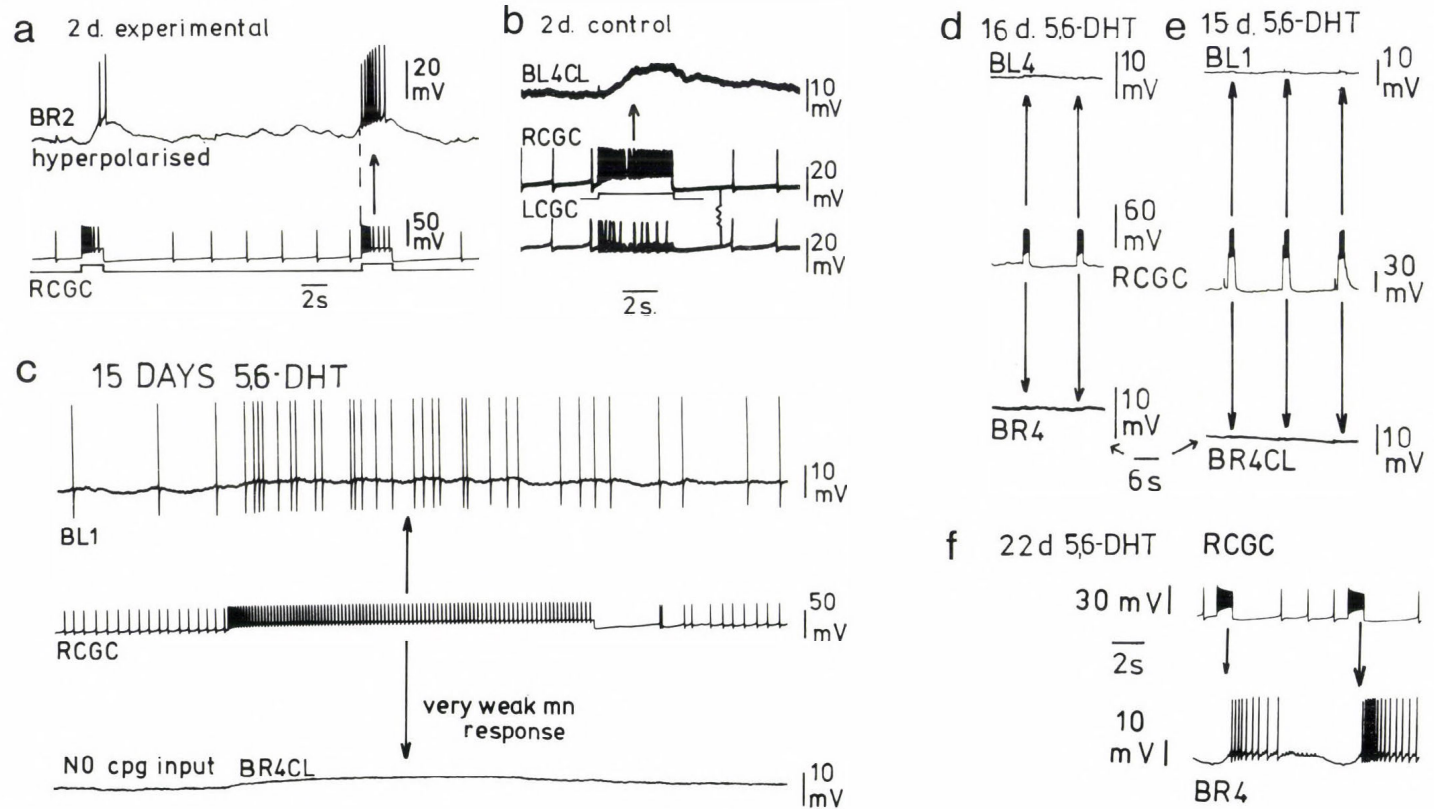 a 2 d. experimental
20 mV
BR2
hyperpolarised
50 mV
RCGC
2s
b 2 d. control
BL4CL
10 mV
RCGC
20 mV
LCGC
20 mV
2s.
c 15 DAYS 5,6-DHT
10 mV
BL1
50 mV
RCGC
very weak mn
response
NO cpg input BR4CL
10 mV
d 16 d. 5,6-DHT
BL4
10 mV
60 mV
RCGC
10 mV
BR4
6s
e 15 d. 5,6-DHT
BL1
10 mV
30 mV
10 mV
BR4CL
f 22 d 5,6-DHT RCGC
30 mV
2s
10 mV
BR4